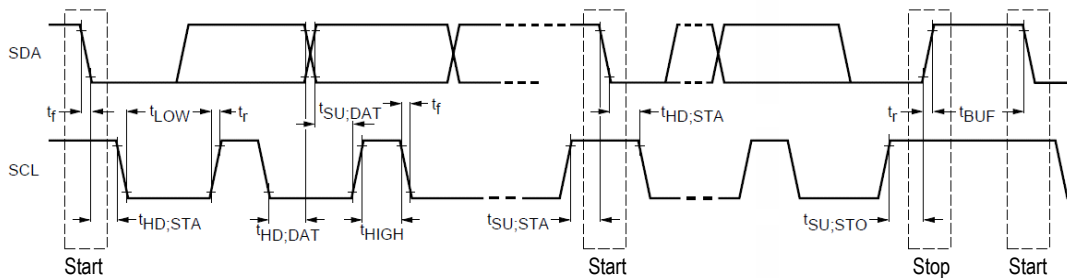 SDA
tf tLOW tr tSU;DAT tf tHD;STA tr tBUF
SCL
tHD;STA tHD;DAT tHIGH tSU;STA tSU;STO
Start Start Stop Start